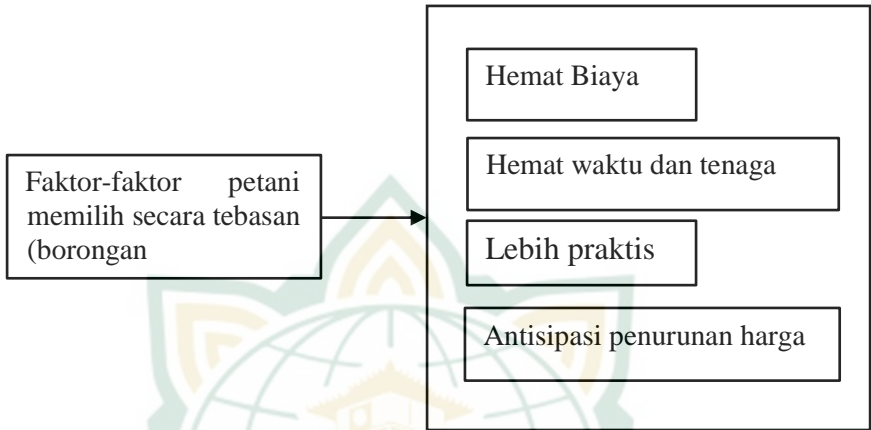 Hemat Biaya
Hemat waktu dan tenaga
Faktor-faktor petani
memilih secara tebasan
(borongan
Lebih praktis
Antisipasi penurunan harga